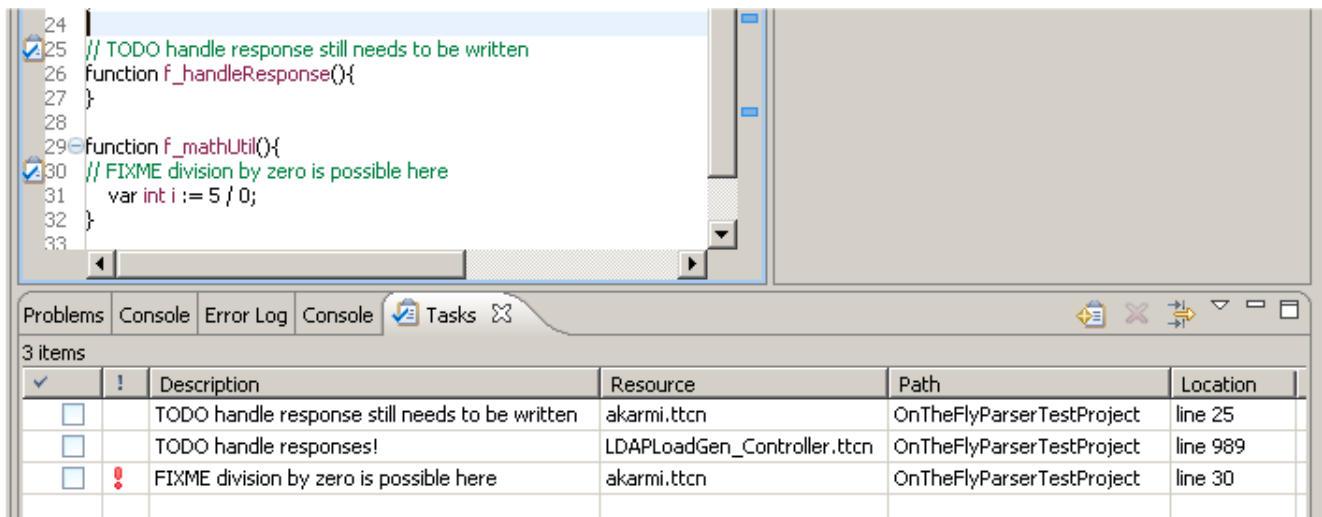 24
25 // TODO handle response still needs to be written
26 function f_handleResponse(){
27 }
28
29 function f_mathUtil(){
30 // FIXME division by zero is possible here
31 var int i := 5 / 0;
32 }
33
Problems Console Error Log Console Tasks
3 items
! Description Resource Path Location
TODO handle response still needs to be written akarmi.ttcn OnTheFlyParserTestProject line 25
TODO handle responses! LDAPLoadGen_Controller.ttcn OnTheFlyParserTestProject line 989
! FIXME division by zero is possible here akarmi.ttcn OnTheFlyParserTestProject line 30